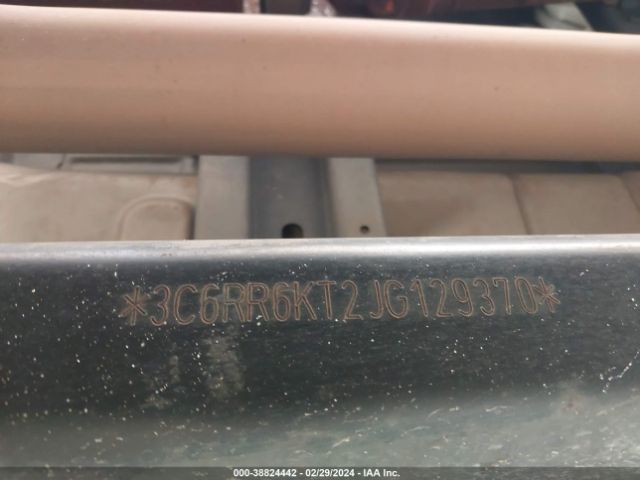 *3C6RR6KT2JG129370*
000-38824442 - 02/29/2024 - IAA Inc.